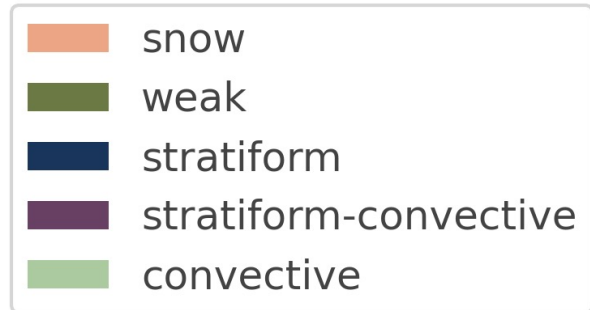 snow
weak
stratiform
stratiform-convective
convective